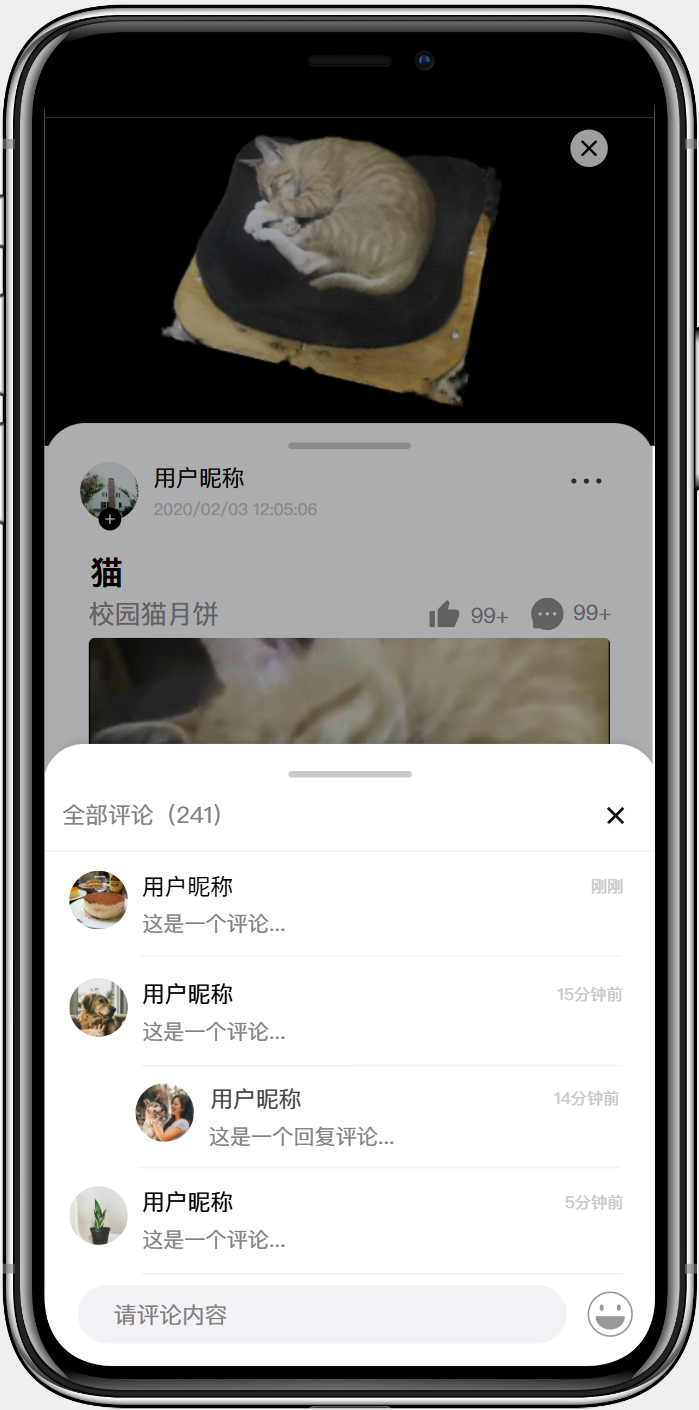 用户昵称
2020/02/03 12:05:06
猫
校园猫月饼
99+
99+
全部评论（241）
用户昵称
刚刚
这是一个评论...
用户昵称
15分钟前
这是一个评论...
用户昵称
14分钟前
这是一个回复评论...
用户昵称
5分钟前
这是一个评论...
请评论内容